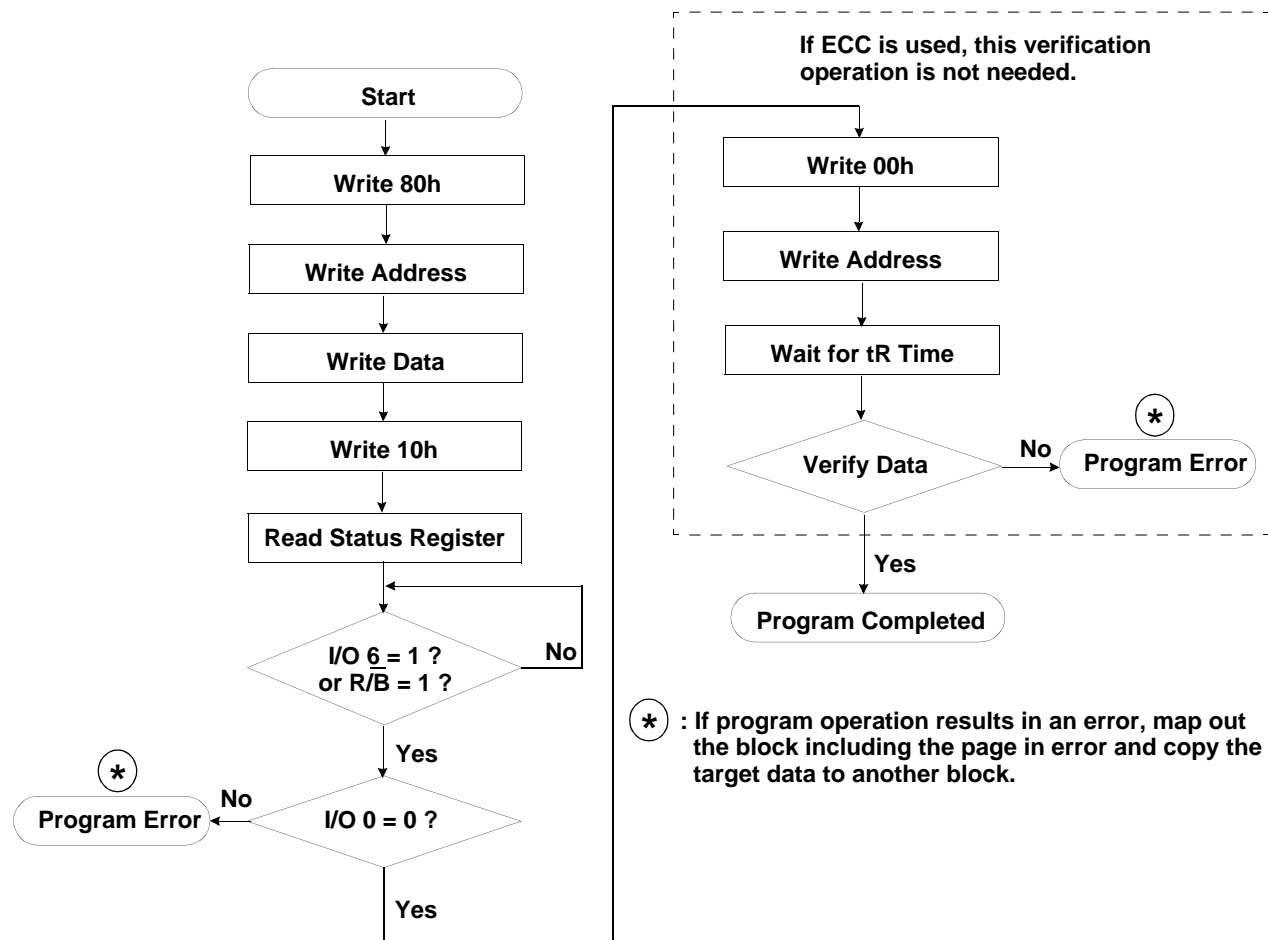 Start
Write 80h
Write Address
Write Data
Write 10h
Read Status Register
I/O 6 = 1 ?
or R/B̅ = 1 ?
No
Yes
*
No
Program Error
I/O 0 = 0 ?
Yes
If ECC is used, this verification
operation is not needed.
Write 00h
Write Address
Wait for tR Time
*
Verify Data
No
Program Error
Yes
Program Completed
* : If program operation results in an error, map out
the block including the page in error and copy the
target data to another block.